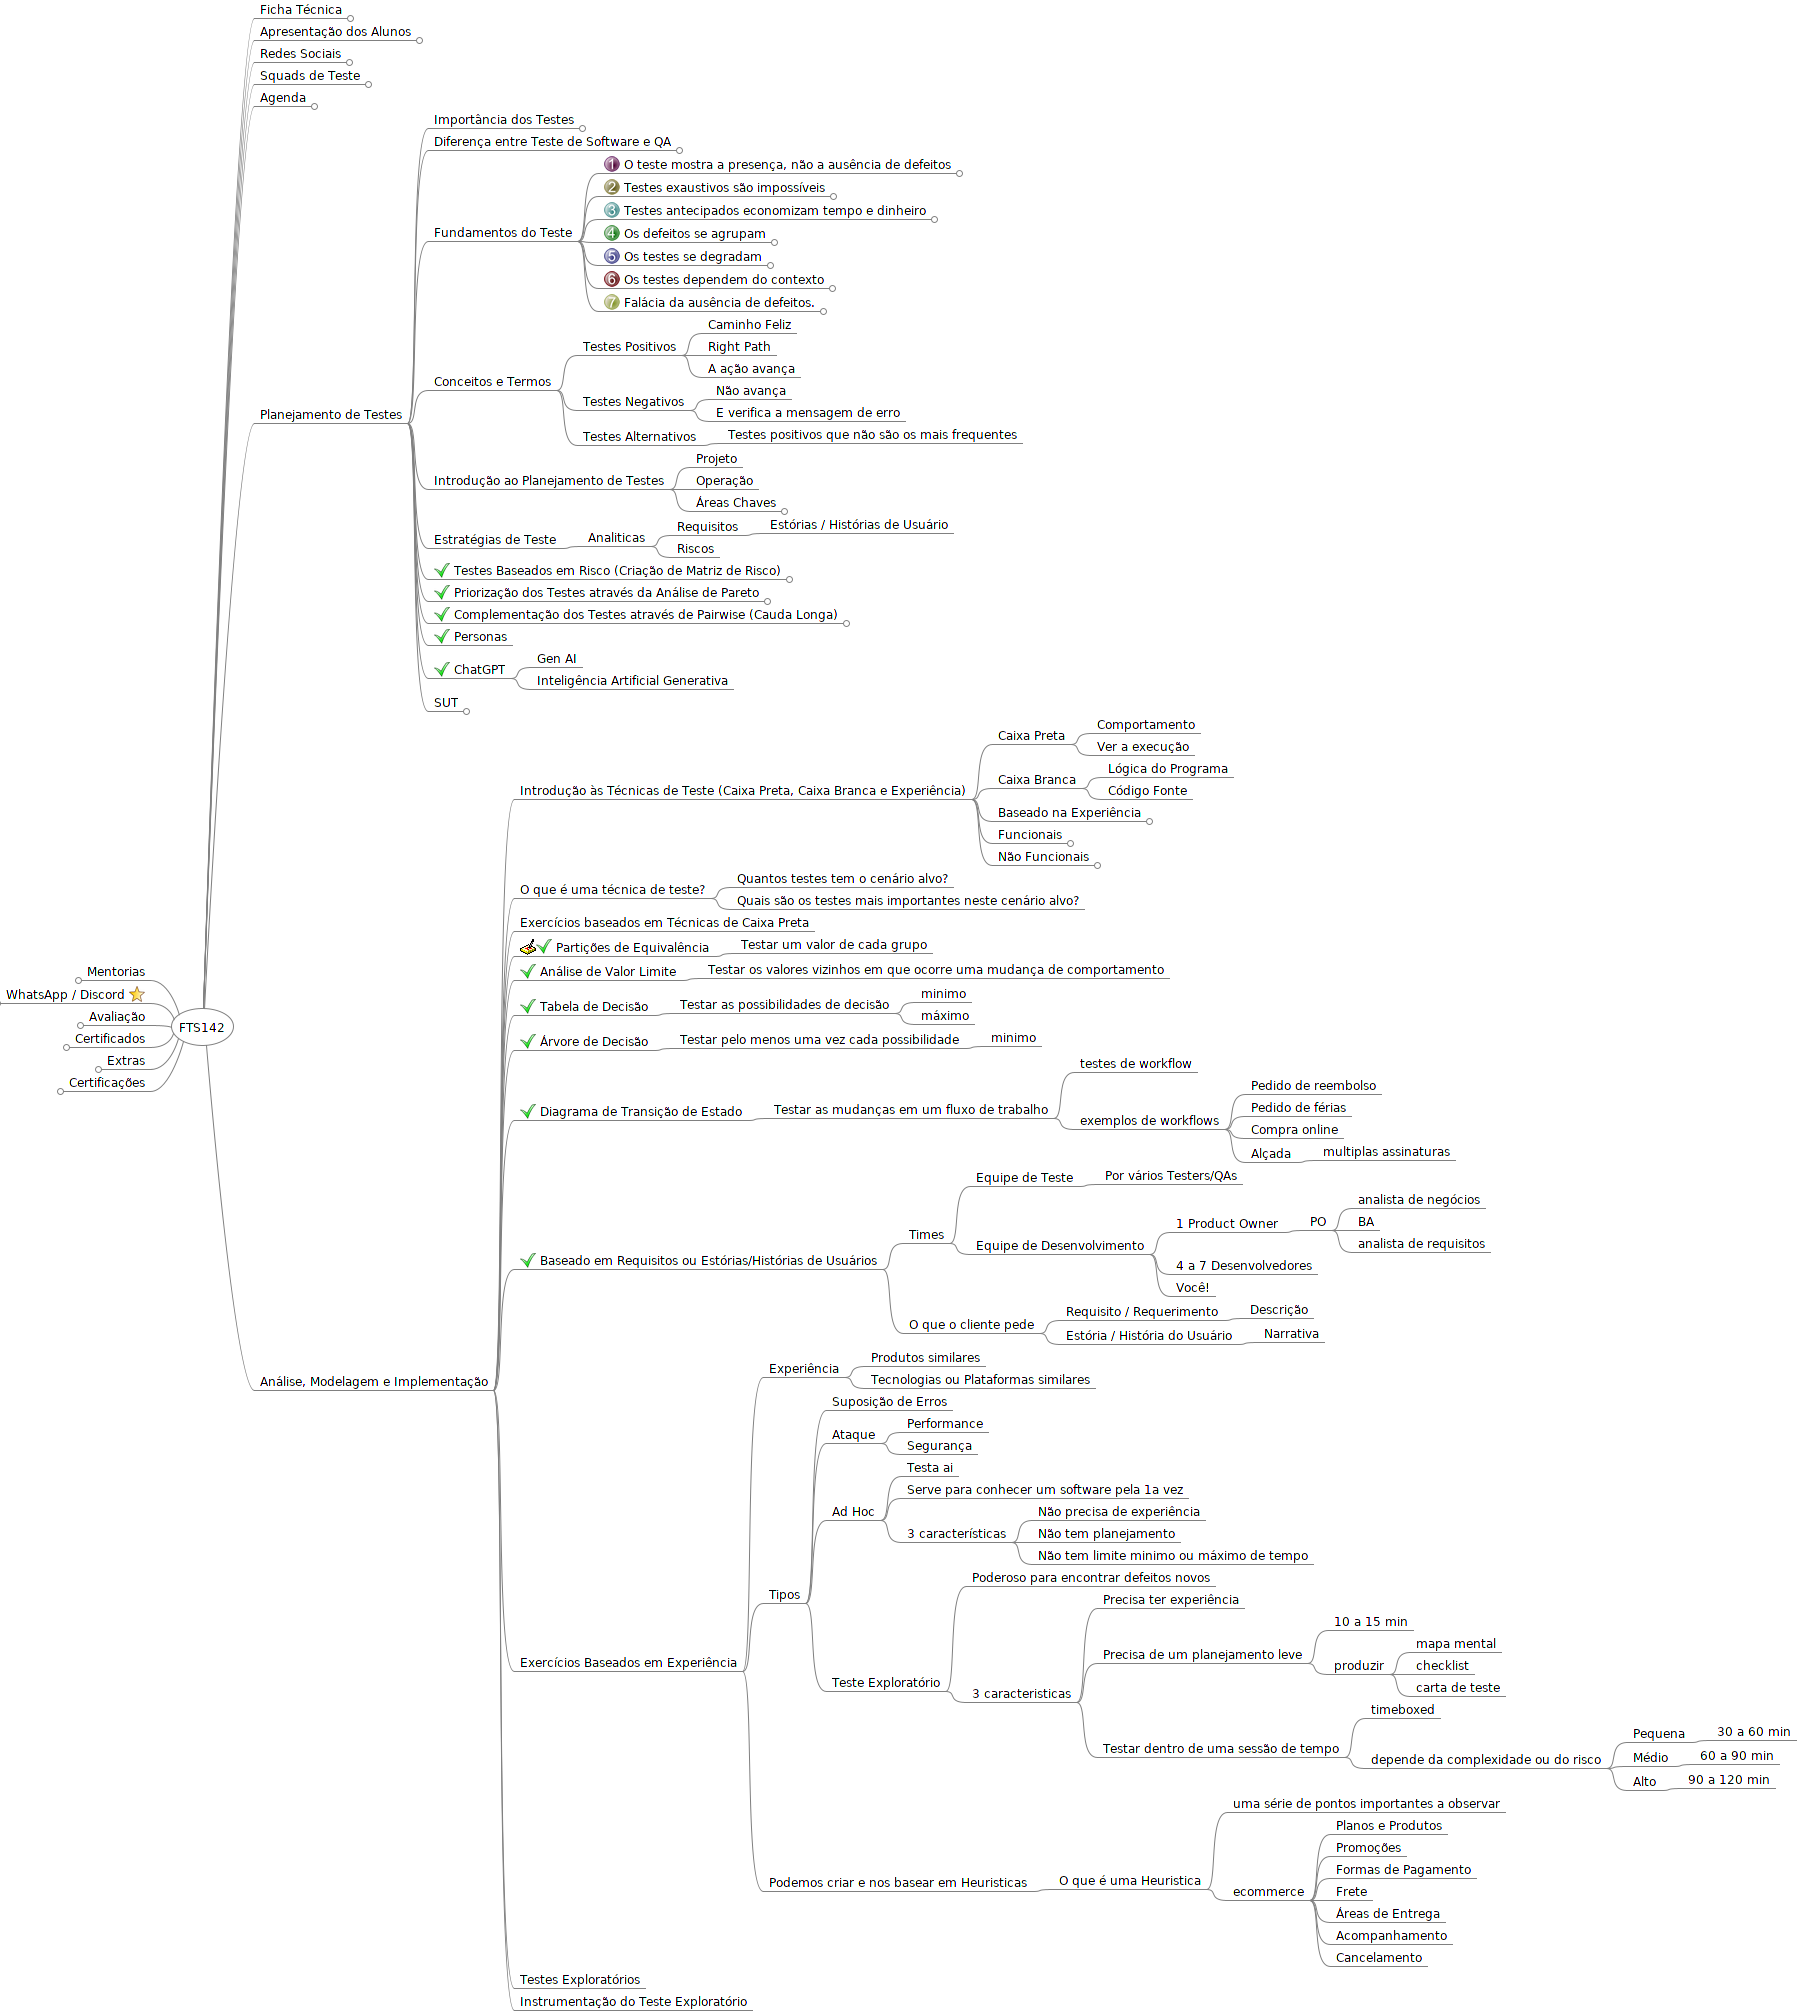 Ficha Técnica
Apresentação dos Alunos
Redes Sociais
Squads de Teste
Agenda
Planejamento de Testes
Importância dos Testes
Diferença entre Teste de Software e QA
Fundamentos do Teste
1 O teste mostra a presença, não a ausência de defeitos
2 Testes exaustivos são impossíveis
3 Testes antecipados economizam tempo e dinheiro
4 Os defeitos se agrupam
5 Os testes se degradam
6 Os testes dependem do contexto
7 Falácia da ausência de defeitos.
Conceitos e Termos
Testes Positivos
Caminho Feliz
Right Path
A ação avança
Testes Negativos
Não avança
E verifica a mensagem de erro
Testes Alternativos
Testes positivos que não são os mais frequentes
Introdução ao Planejamento de Testes
Projeto
Operação
Áreas Chaves
Estratégias de Teste
Analiticas
Requisitos
Estórias / Histórias de Usuário
Riscos
Testes Baseados em Risco (Criação de Matriz de Risco)
Priorização dos Testes através da Análise de Pareto
Complementação dos Testes através de Pairwise (Cauda Longa)
Personas
ChatGPT
Gen AI
Inteligência Artificial Generativa
SUT
Mentorias
WhatsApp / Discord
Avaliação
Certificados
Extras
Certificações
FTS142
Análise, Modelagem e Implementação
Introdução às Técnicas de Teste (Caixa Preta, Caixa Branca e Experiência)
Caixa Preta
Comportamento
Ver a execução
Caixa Branca
Lógica do Programa
Código Fonte
Baseado na Experiência
Funcionais
Não Funcionais
O que é uma técnica de teste?
Quantos testes tem o cenário alvo?
Quais são os testes mais importantes neste cenário alvo?
Exercícios baseados em Técnicas de Caixa Preta
Partições de Equivalência
Testar um valor de cada grupo
Análise de Valor Limite
Testar os valores vizinhos em que ocorre uma mudança de comportamento
Tabela de Decisão
Testar as possibilidades de decisão
minimo
máximo
Árvore de Decisão
Testar pelo menos uma vez cada possibilidade
minimo
Diagrama de Transição de Estado
Testar as mudanças em um fluxo de trabalho
testes de workflow
exemplos de workflows
Pedido de reembolso
Pedido de férias
Compra online
Alçada
multiplas assinaturas
Baseado em Requisitos ou Estórias/Histórias de Usuários
Times
Equipe de Teste
Por vários Testers/QAs
Equipe de Desenvolvimento
1 Product Owner
PO
analista de negócios
BA
analista de requisitos
4 a 7 Desenvolvedores
Você!
O que o cliente pede
Requisito / Requerimento
Descrição
Estória / História do Usuário
Narrativa
Exercícios Baseados em Experiência
Experiência
Produtos similares
Tecnologias ou Plataformas similares
Tipos
Suposição de Erros
Ataque
Performance
Segurança
Ad Hoc
Testa ai
Serve para conhecer um software pela 1a vez
3 características
Não precisa de experiência
Não tem planejamento
Não tem limite minimo ou máximo de tempo
Teste Exploratório
Poderoso para encontrar defeitos novos
3 caracteristicas
Precisa ter experiência
Precisa de um planejamento leve
10 a 15 min
produzir
mapa mental
checklist
carta de teste
Testar dentro de uma sessão de tempo
timeboxed
depende da complexidade ou do risco
Pequena
30 a 60 min
Médio
60 a 90 min
Alto
90 a 120 min
Podemos criar e nos basear em Heuristicas
O que é uma Heuristica
uma série de pontos importantes a observar
ecommerce
Planos e Produtos
Promoções
Formas de Pagamento
Frete
Áreas de Entrega
Acompanhamento
Cancelamento
Testes Exploratórios
Instrumentação do Teste Exploratório